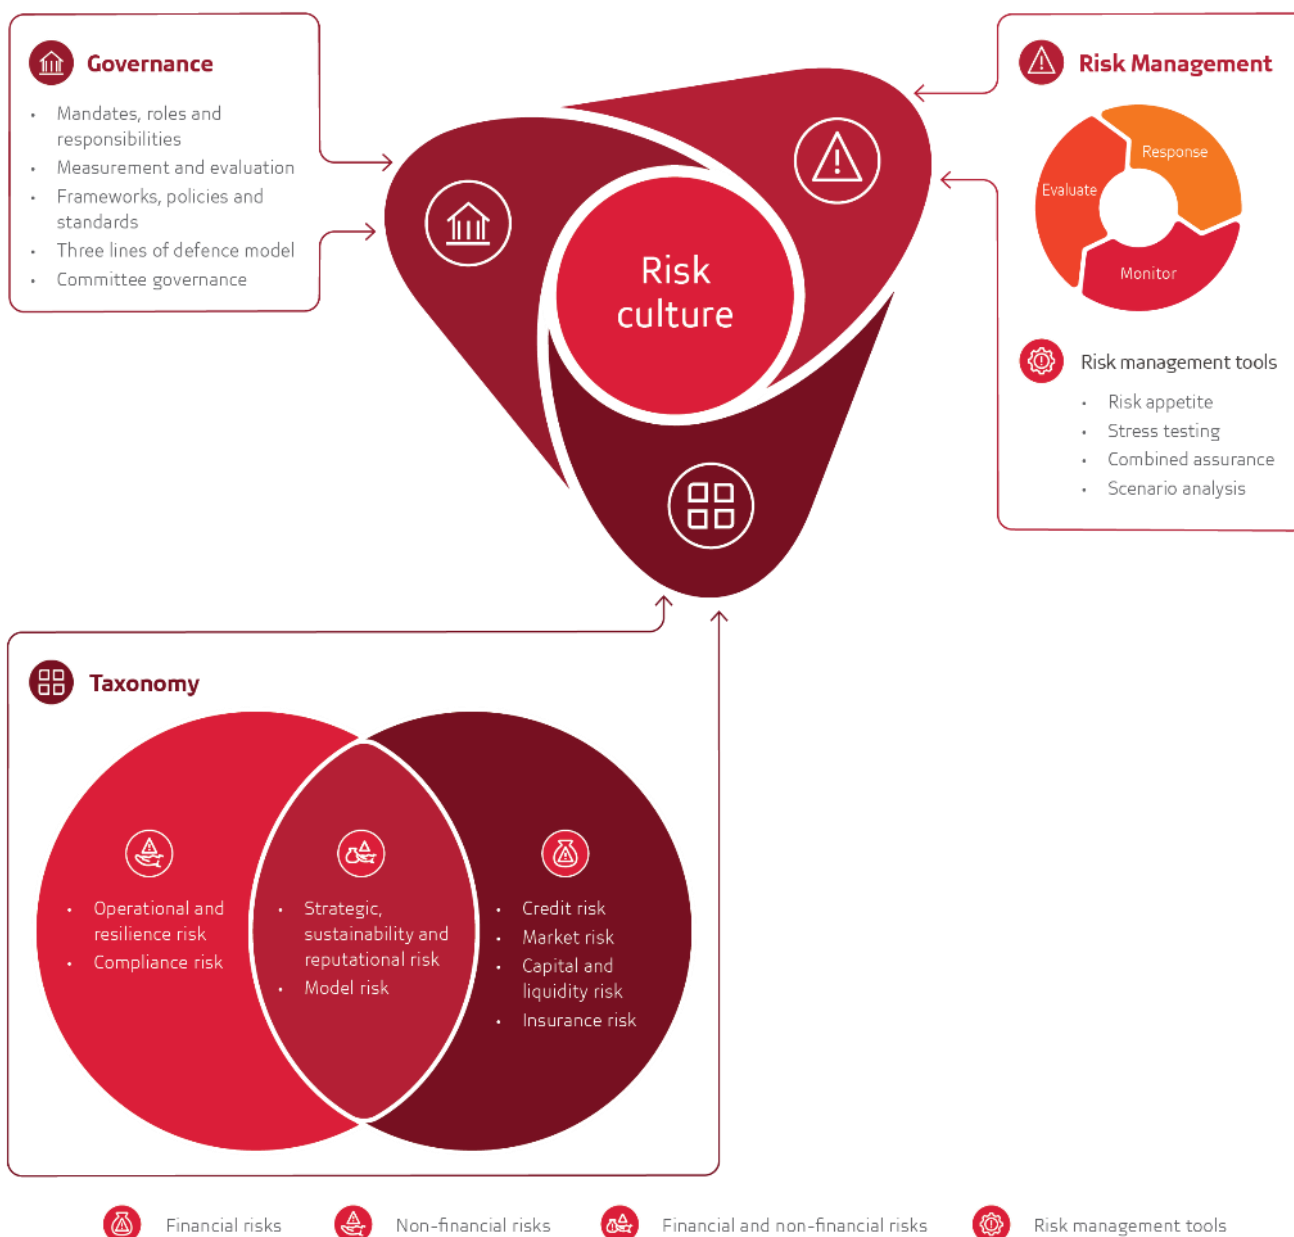 Governance
• Mandates, roles and
responsibilities
• Measurement and evaluation
• Frameworks, policies and
standards
• Three lines of defence model
• Committee governance
Risk
culture
Risk Management
Response
Evaluate
Monitor
Risk management tools
• Risk appetite
• Stress testing
• Combined assurance
• Scenario analysis
Taxonomy
• Operational and
resilience risk
• Compliance risk
• Strategic,
sustainability and
reputational risk
• Model risk
• Credit risk
• Market risk
• Capital and
liquidity risk
• Insurance risk
Financial risks
Non-financial risks
Financial and non-financial risks
Risk management tools